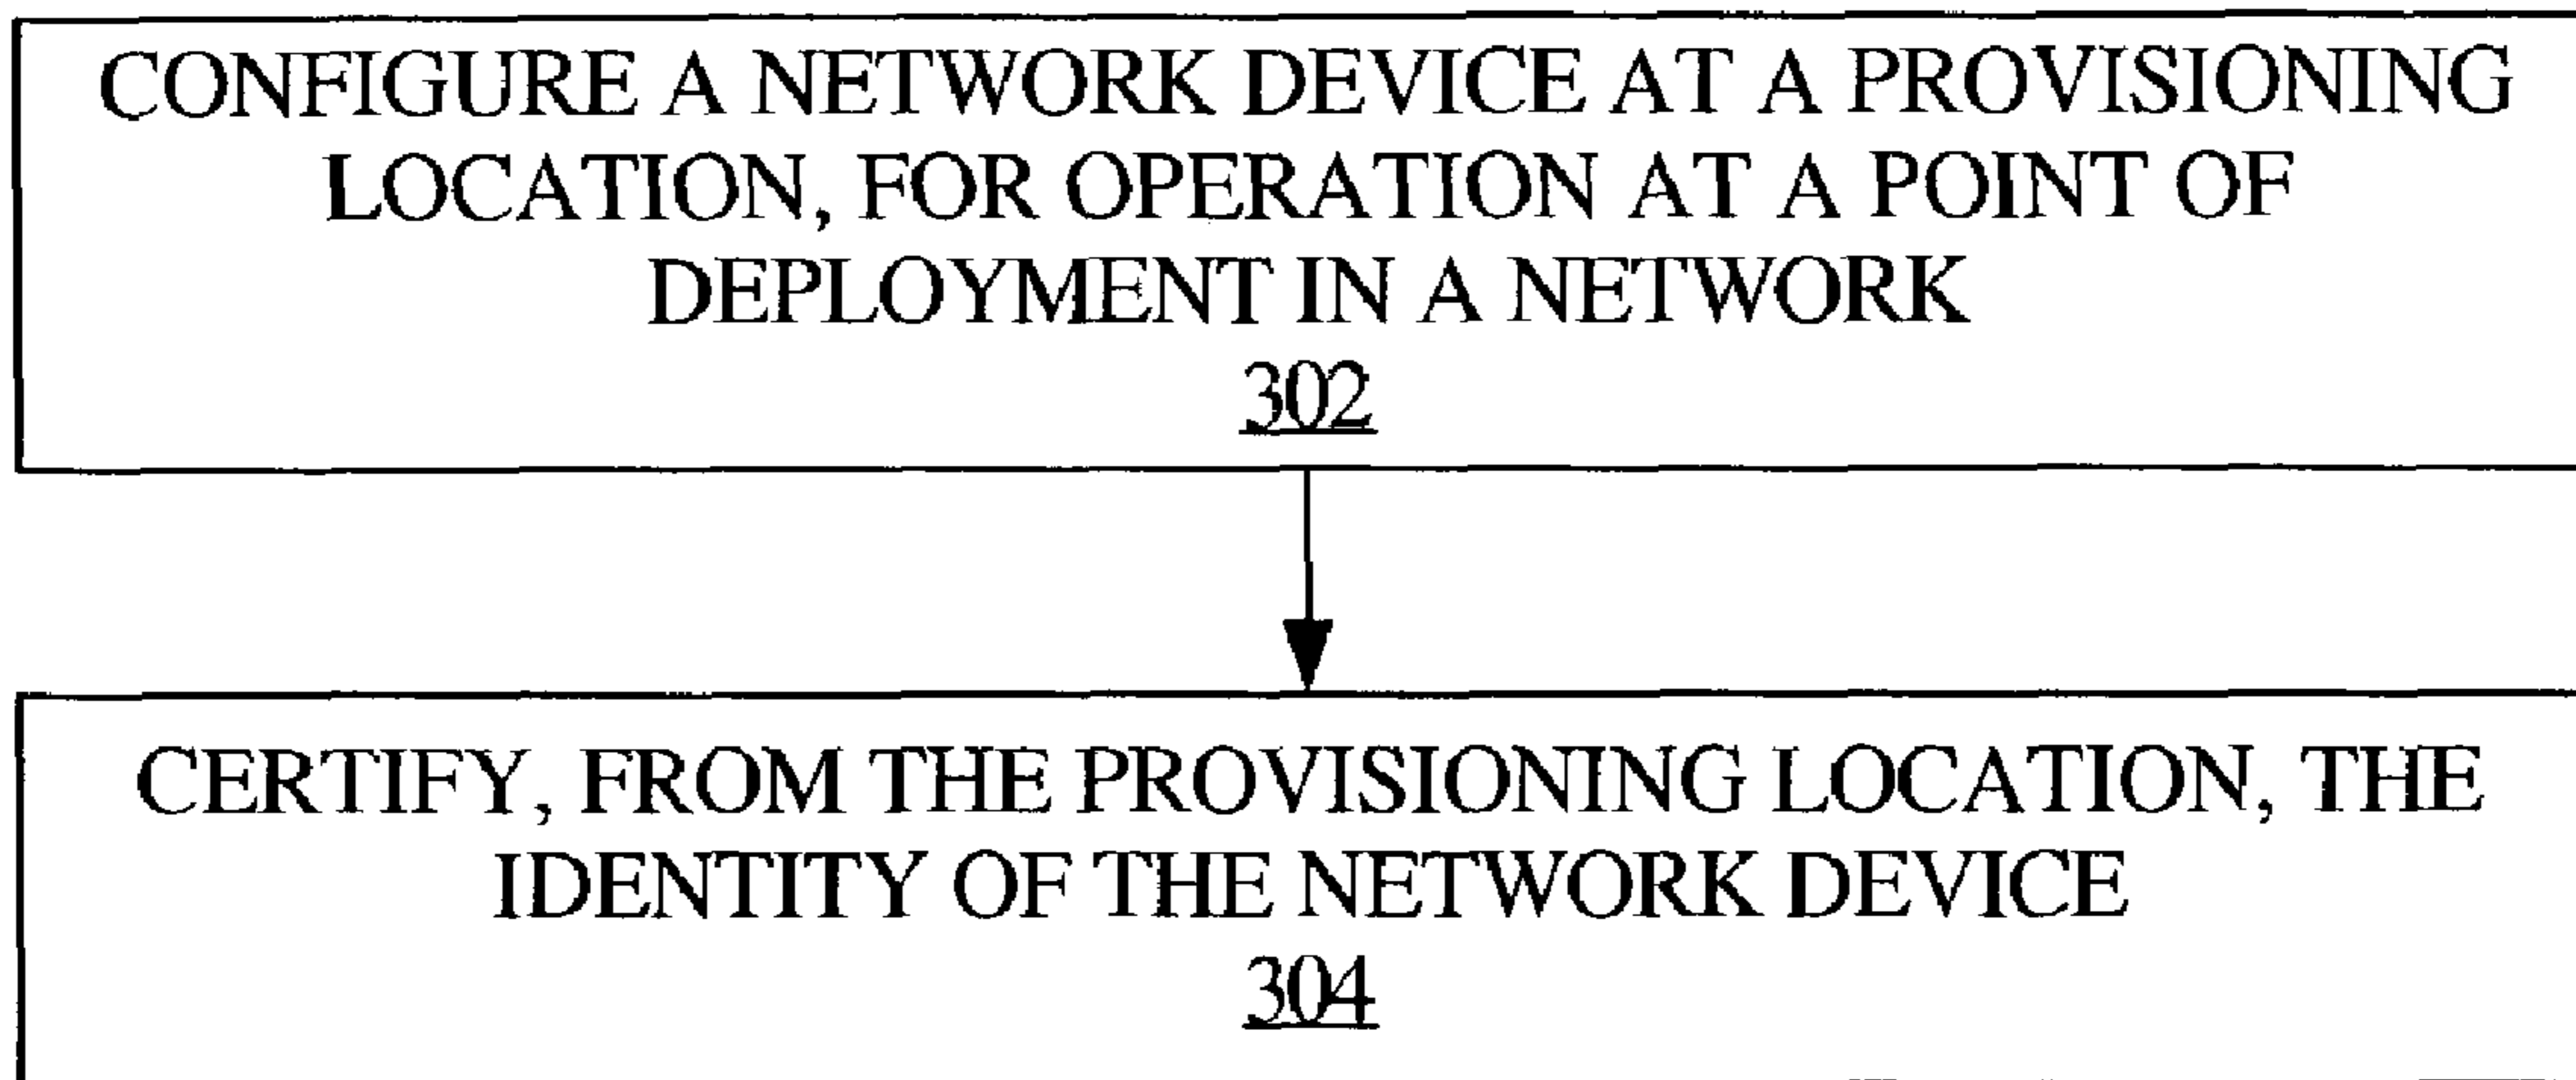 CONFIGURE A NETWORK DEVICE AT A PROVISIONING
LOCATION, FOR OPERATION AT A POINT OF
DEPLOYMENT IN A NETWORK
302
CERTIFY, FROM THE PROVISIONING LOCATION, THE
IDENTITY OF THE NETWORK DEVICE
304